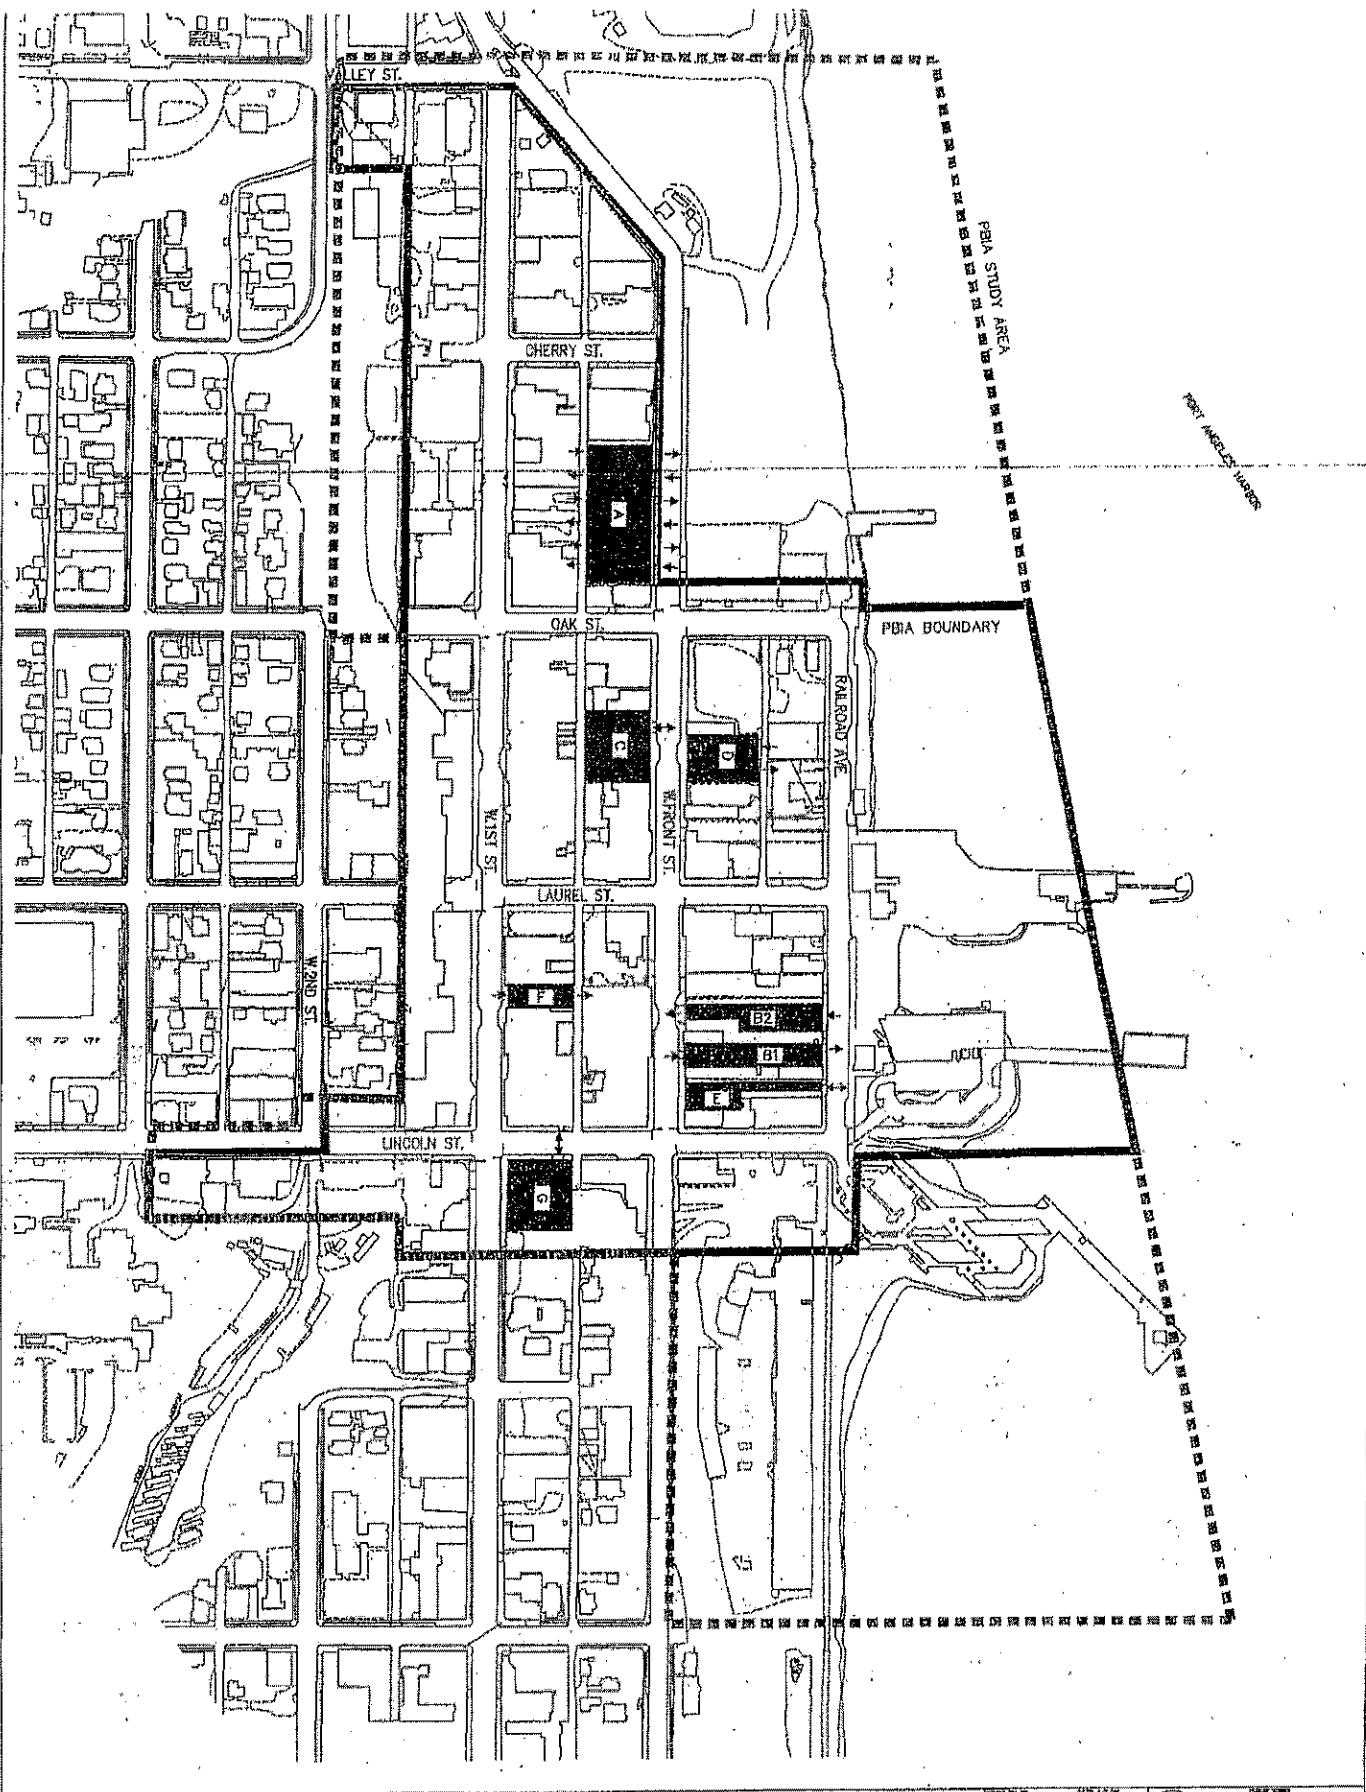 VALLEY ST.
PBIA STUDY AREA
PORT ANGELES HARBOR
CHERRY ST.
A
OAK ST.
PBIA BOUNDARY
RAILROAD AVE
C
D
W.1ST ST.
W.FRONT ST.
LAUREL ST.
W 2ND ST.
F
B2
B1
E
LINCOLN ST.
G